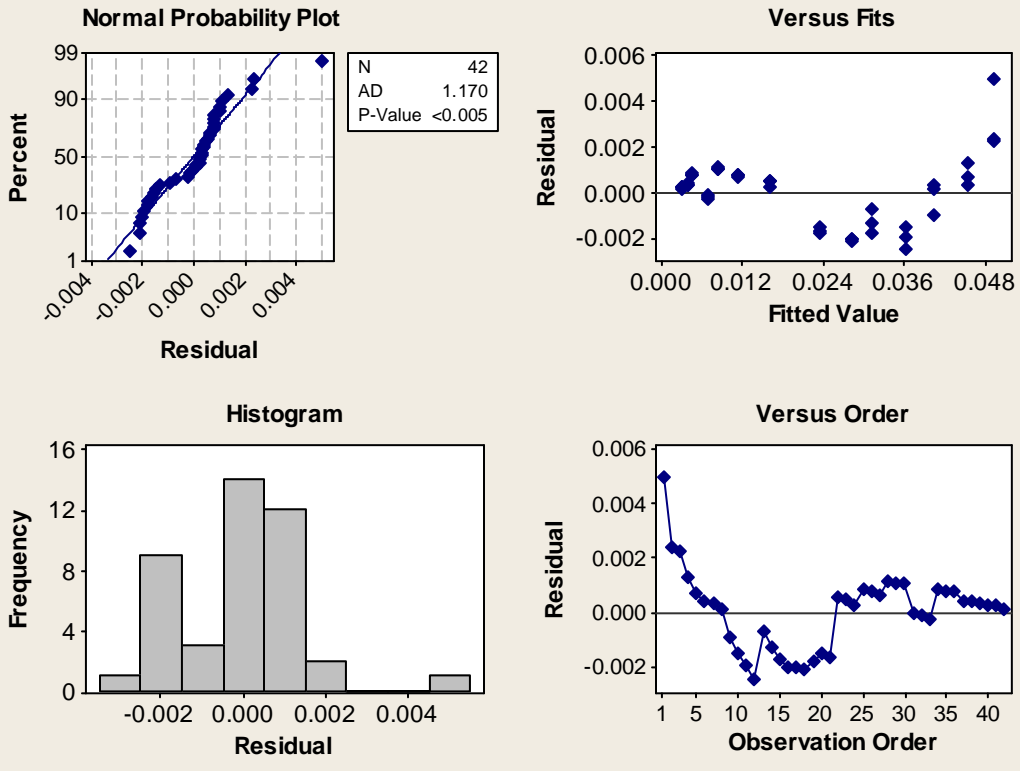 Normal Probability Plot
99
90
50
10
1
Percent
-0.004
-0.002
0.000
0.002
0.004
Residual
N 42
AD 1.170
P-Value <0.005
Versus Fits
0.006
0.004
0.002
0.000
-0.002
Residual
0.000 0.012 0.024 0.036 0.048
Fitted Value
Histogram
16
12
8
4
0
Frequency
-0.002 0.000 0.002 0.004
Residual
Versus Order
0.006
0.004
0.002
0.000
-0.002
Residual
1 5 10 15 20 25 30 35 40
Observation Order